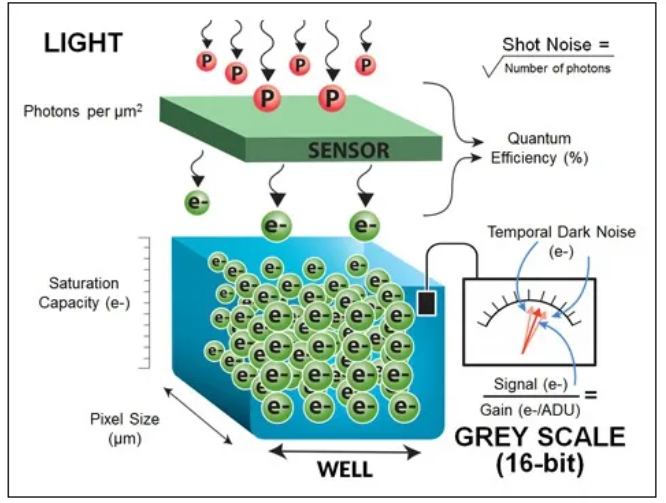 LIGHT
Shot Noise =
√Number of photons
P
P
P
P
P
P
P
Photons per µm²
SENSOR
Quantum
Efficiency (%)
e-
e-
e-
Temporal Dark Noise
(e-)
Saturation
Capacity (e-)
e- e- e- e- e-
e- e- e- e- e-
e- e- e- e- e-
e- e- e- e-
e- e- e- e-
e- e- e- e-
e- e- e- e-
Signal (e-)
Gain (e-/ADU)
=
Pixel Size
(µm)
WELL
GREY SCALE
(16-bit)